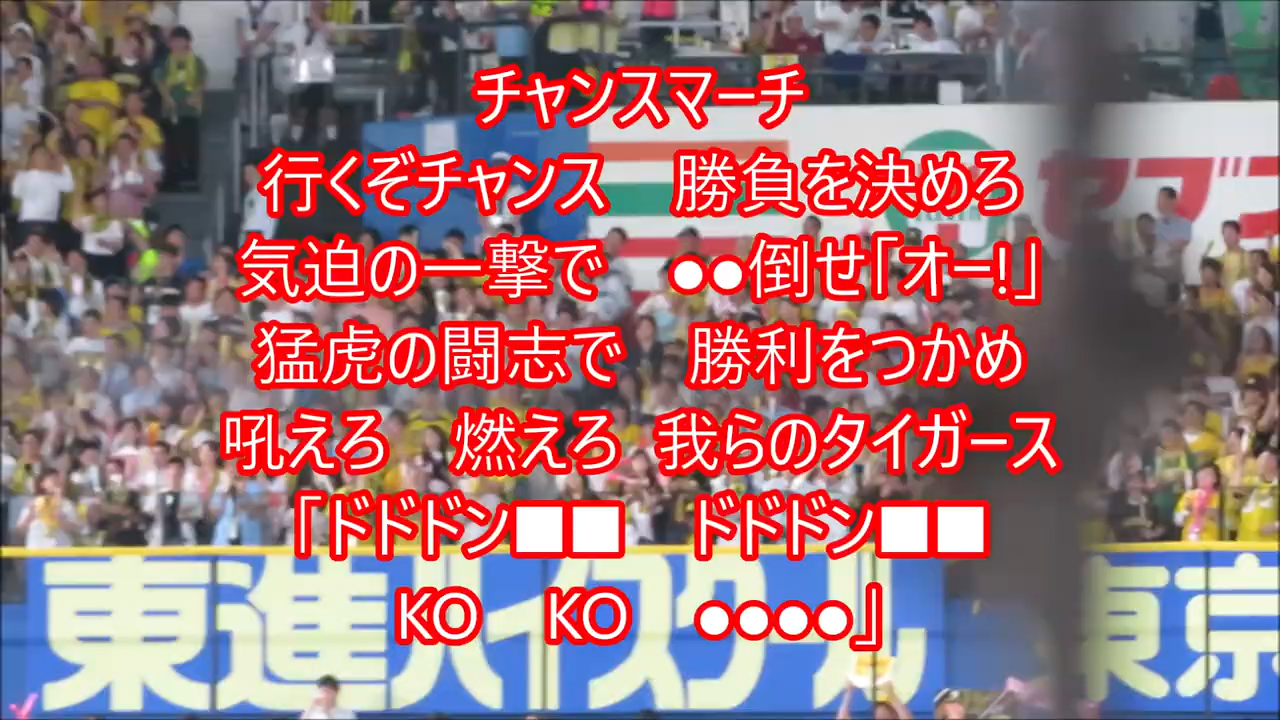 チャンスマーチ
行くぞチャンス　勝負を決めろ
気迫の一撃で　●●倒せ「オー!」
猛虎の闘志で　勝利をつかめ
吼えろ　燃えろ　我らのタイガース
「ドドドン■■　ドドドン■■
KO　KO　●●●●」
東進ハイスクール
東京